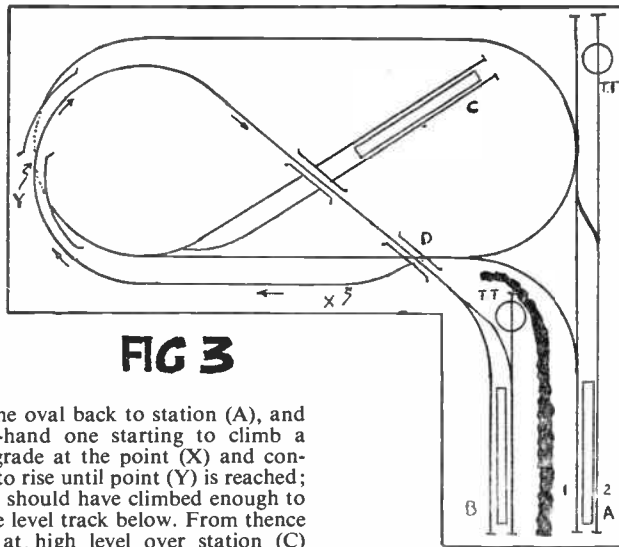 T.T
C
Y
D
X
T T
FIG 3
B
1
2
A
he oval back to station (A), and
-hand one starting to climb a
grade at the point (X) and con-
to rise until point (Y) is reached;
should have climbed enough to
e level track below. From thence
at high level over station (C)